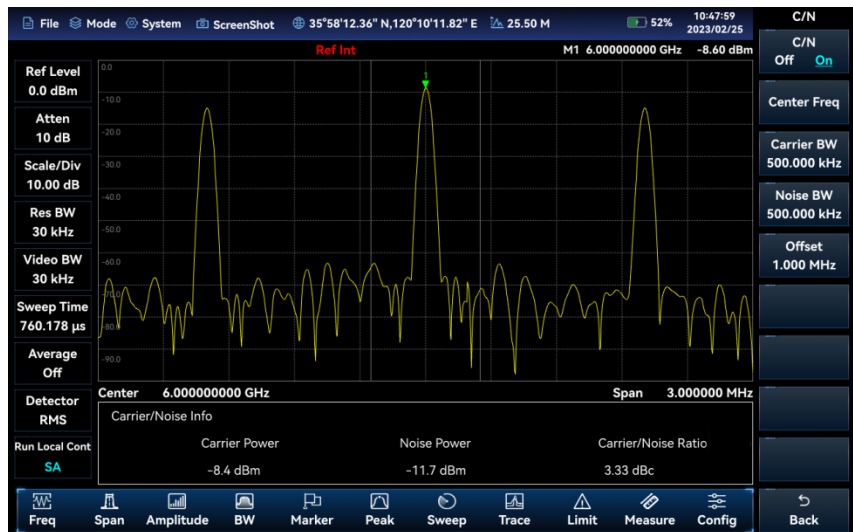 File Mode System ScreenShot 35°58'12.36" N,120°10'11.82" E 25.50 M 52% 10:47:59 2023/02/25
C/N
Ref Int M1 6.000000000 GHz -8.60 dBm
Ref Level
0.0 dBm
Atten
10 dB
Scale/Div
10.00 dB
Res BW
30 kHz
Video BW
30 kHz
Sweep Time
760.178 µs
Average
Off
Detector
RMS
Run Local Cont
SA
0.0
-10.0
-20.0
-30.0
-40.0
-50.0
-60.0
-70.0
-80.0
-90.0
1
Center 6.000000000 GHz Span 3.000000 MHz
Carrier/Noise Info
Carrier Power Noise Power Carrier/Noise Ratio
-8.4 dBm -11.7 dBm 3.33 dBc
C/N
Off On
Center Freq
Carrier BW
500.000 kHz
Noise BW
500.000 kHz
Offset
1.000 MHz
Freq Span Amplitude BW Marker Peak Sweep Trace Limit Measure Config Back